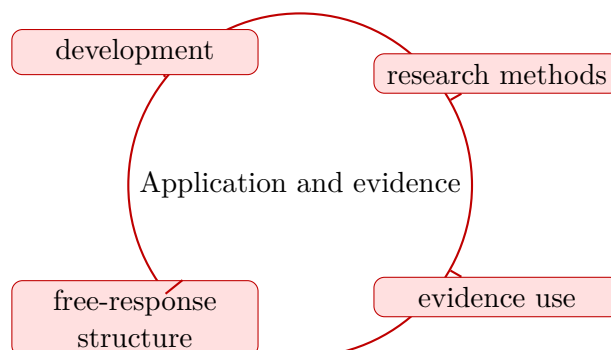 development
research methods
Application and evidence
free-response
structure
evidence use